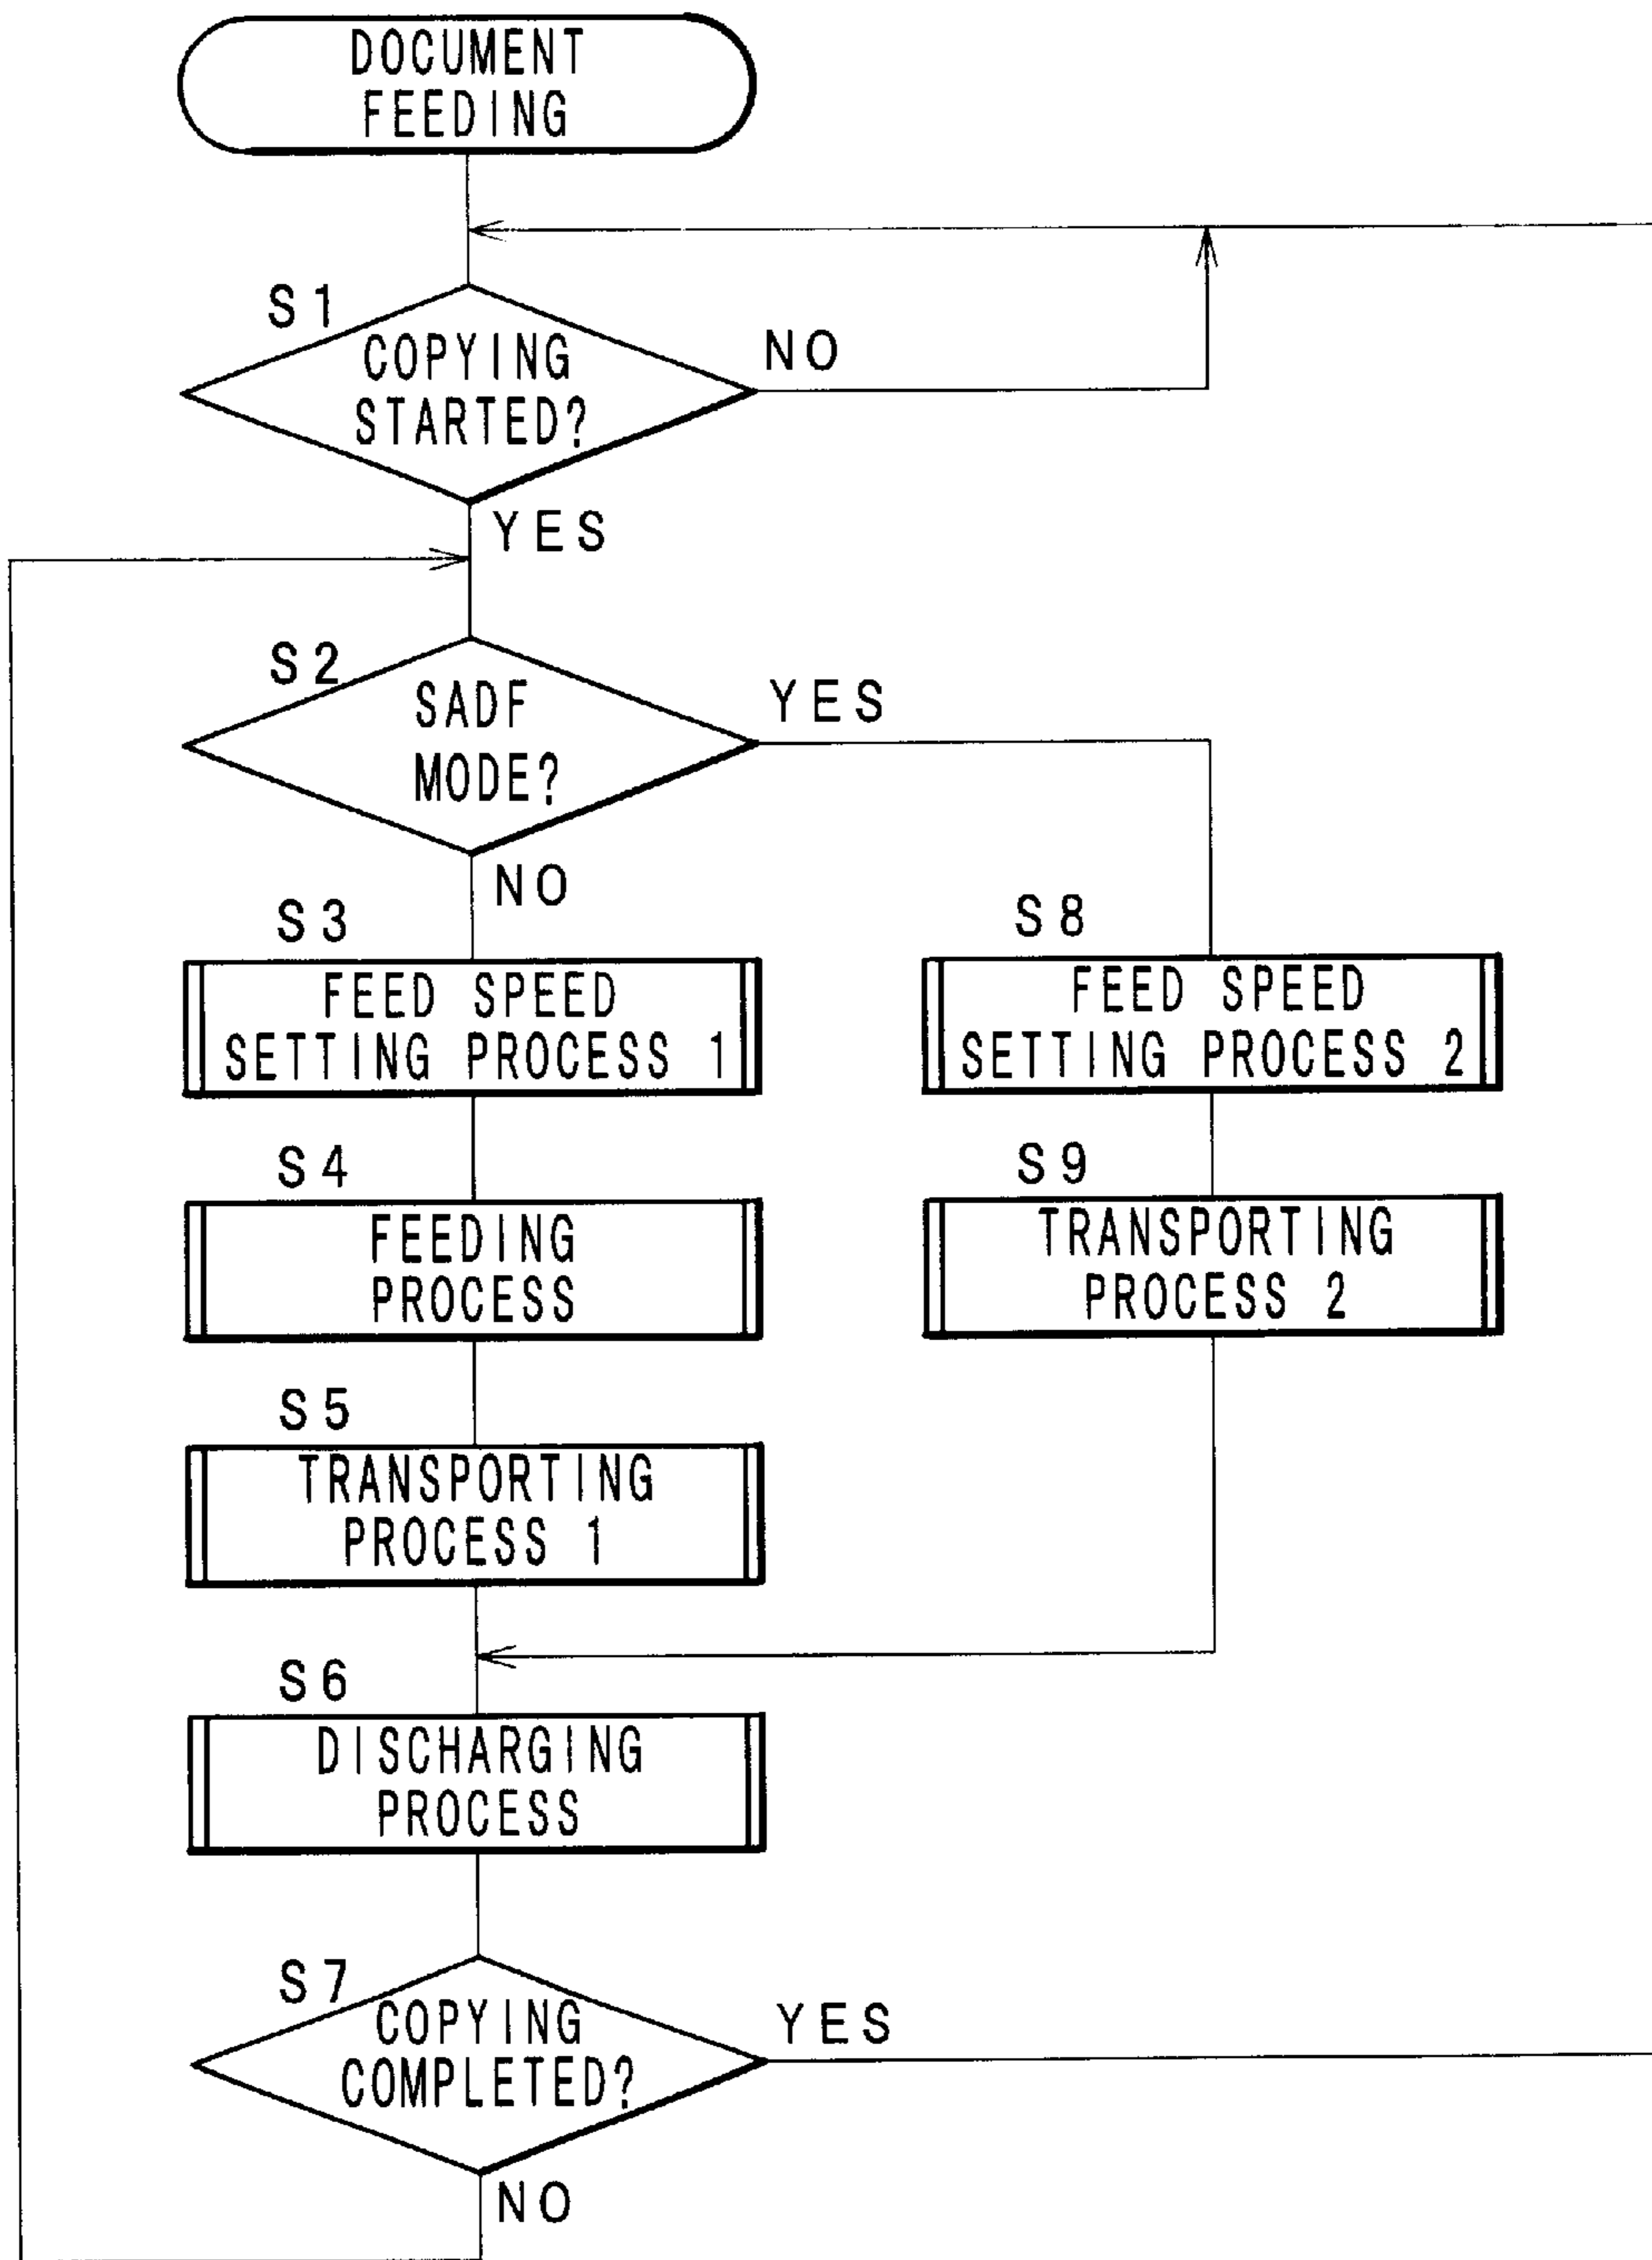 DOCUMENT
FEEDING
S1
COPYING
STARTED?
NO
YES
S2
SADF
MODE?
YES
NO
S3
FEED SPEED
SETTING PROCESS 1
S8
FEED SPEED
SETTING PROCESS 2
S4
FEEDING
PROCESS
S9
TRANSPORTING
PROCESS 2
S5
TRANSPORTING
PROCESS 1
S6
DISCHARGING
PROCESS
S7
COPYING
COMPLETED?
YES
NO